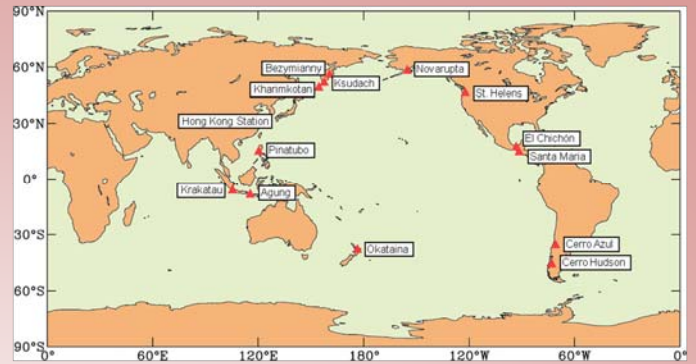 90°N
60°N
30°N
0°
30°S
60°S
90°S
Bezymianny
Novarupta
Kharimkotan
Ksudach
St. Helens
Hong Kong Station
El Chichón
Pinatubo
Santa Maria
Krakatau
Agung
Okataina
Cerro Azul
Cerro Hudson
0°
60°E
120°E
180°
120°W
60°W
0°